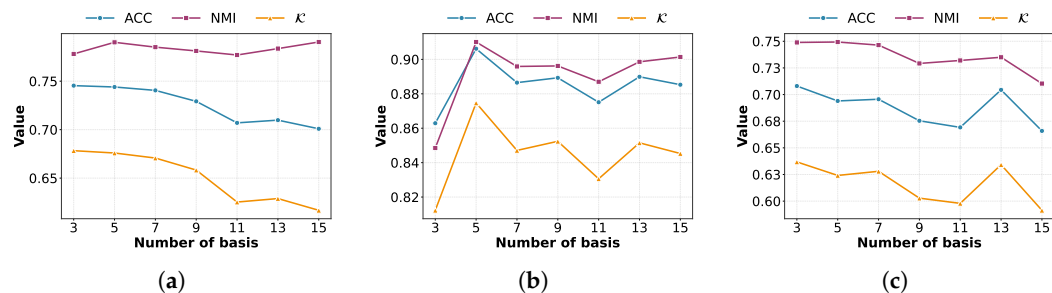 ACC NMI 𝒦
Value
0.75
0.70
0.65
3 5 7 9 11 13 15
Number of basis
(a)
ACC NMI 𝒦
Value
0.90
0.88
0.86
0.84
0.82
3 5 7 9 11 13 15
Number of basis
(b)
ACC NMI 𝒦
Value
0.75
0.73
0.70
0.68
0.65
0.63
0.60
3 5 7 9 11 13 15
Number of basis
(c)